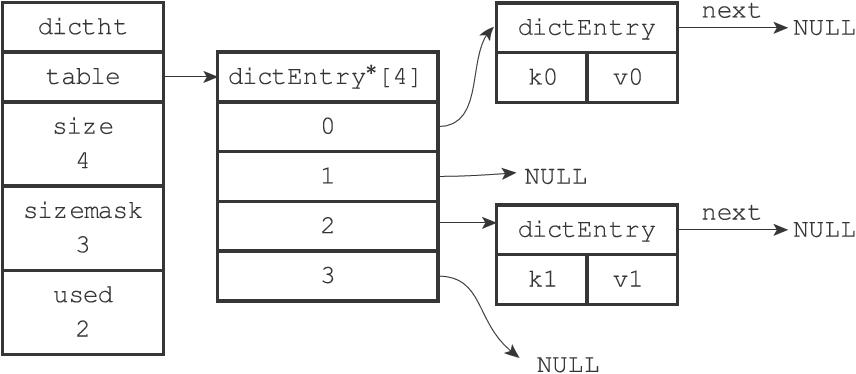 dictht
table
size
4
sizemask
3
used
2
dictEntry*[4]
0
1
2
3
dictEntry
k0 v0
next
NULL
NULL
dictEntry
k1 v1
next
NULL
NULL